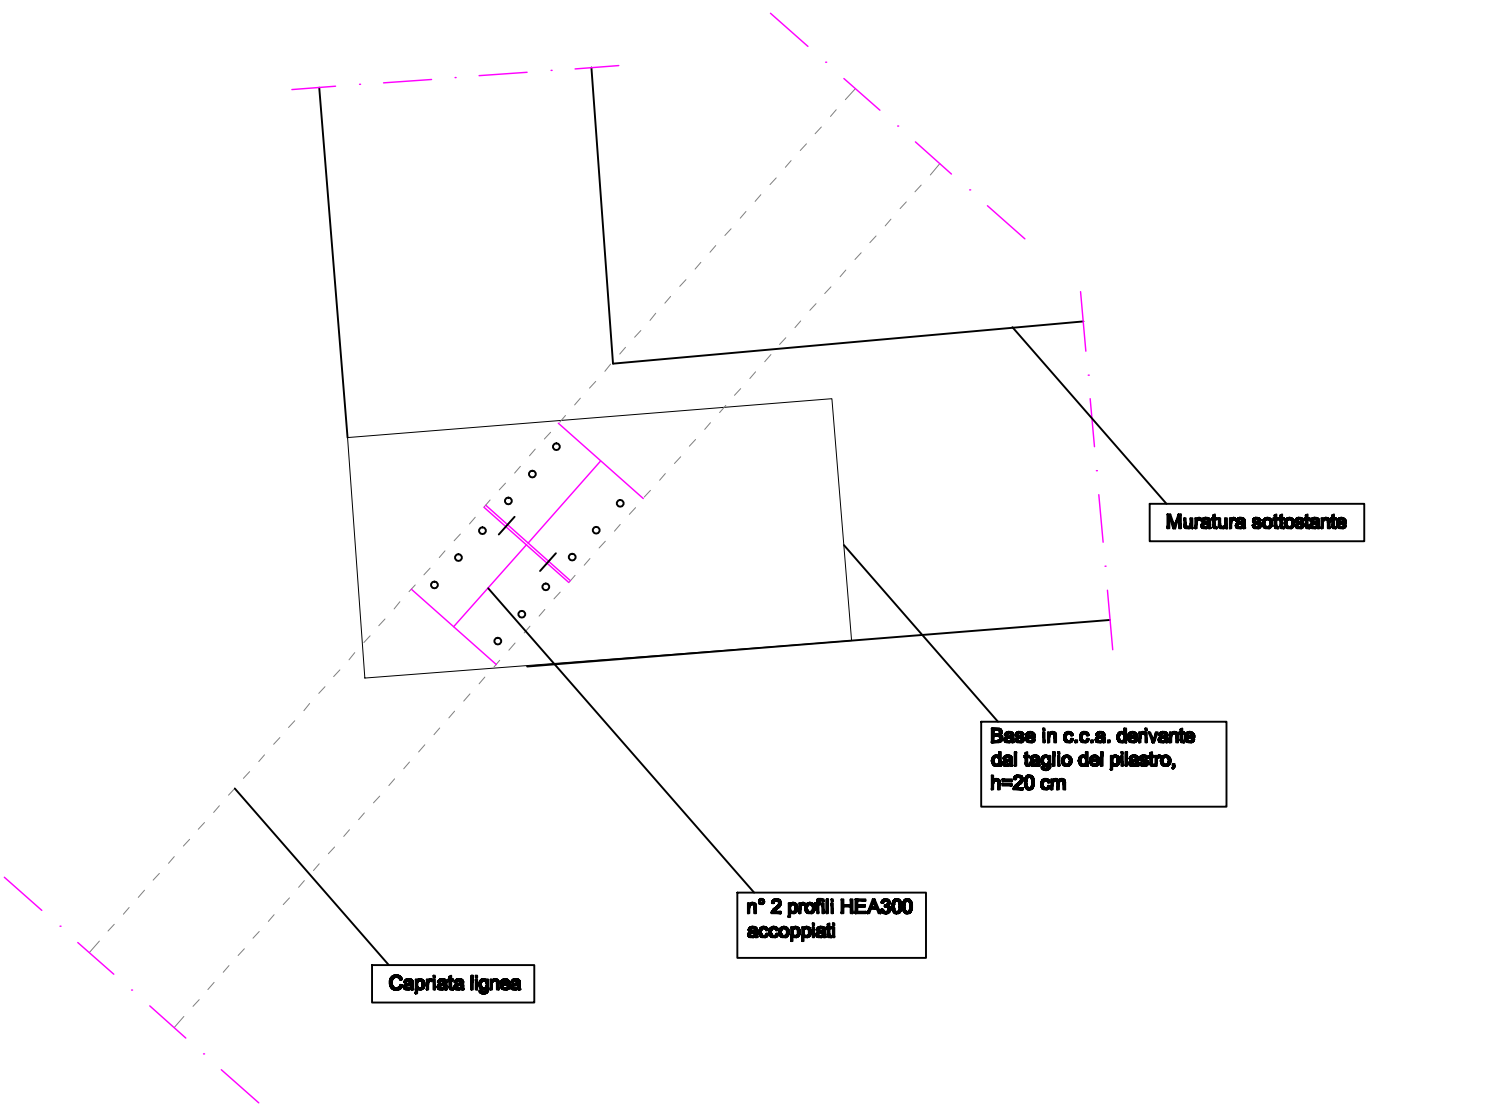 Muratura sottostante
Base in c.c.a. derivante
dal taglio del pilastro,
h=20 cm
n° 2 profili HEA300
accoppiati
Capriata lignea